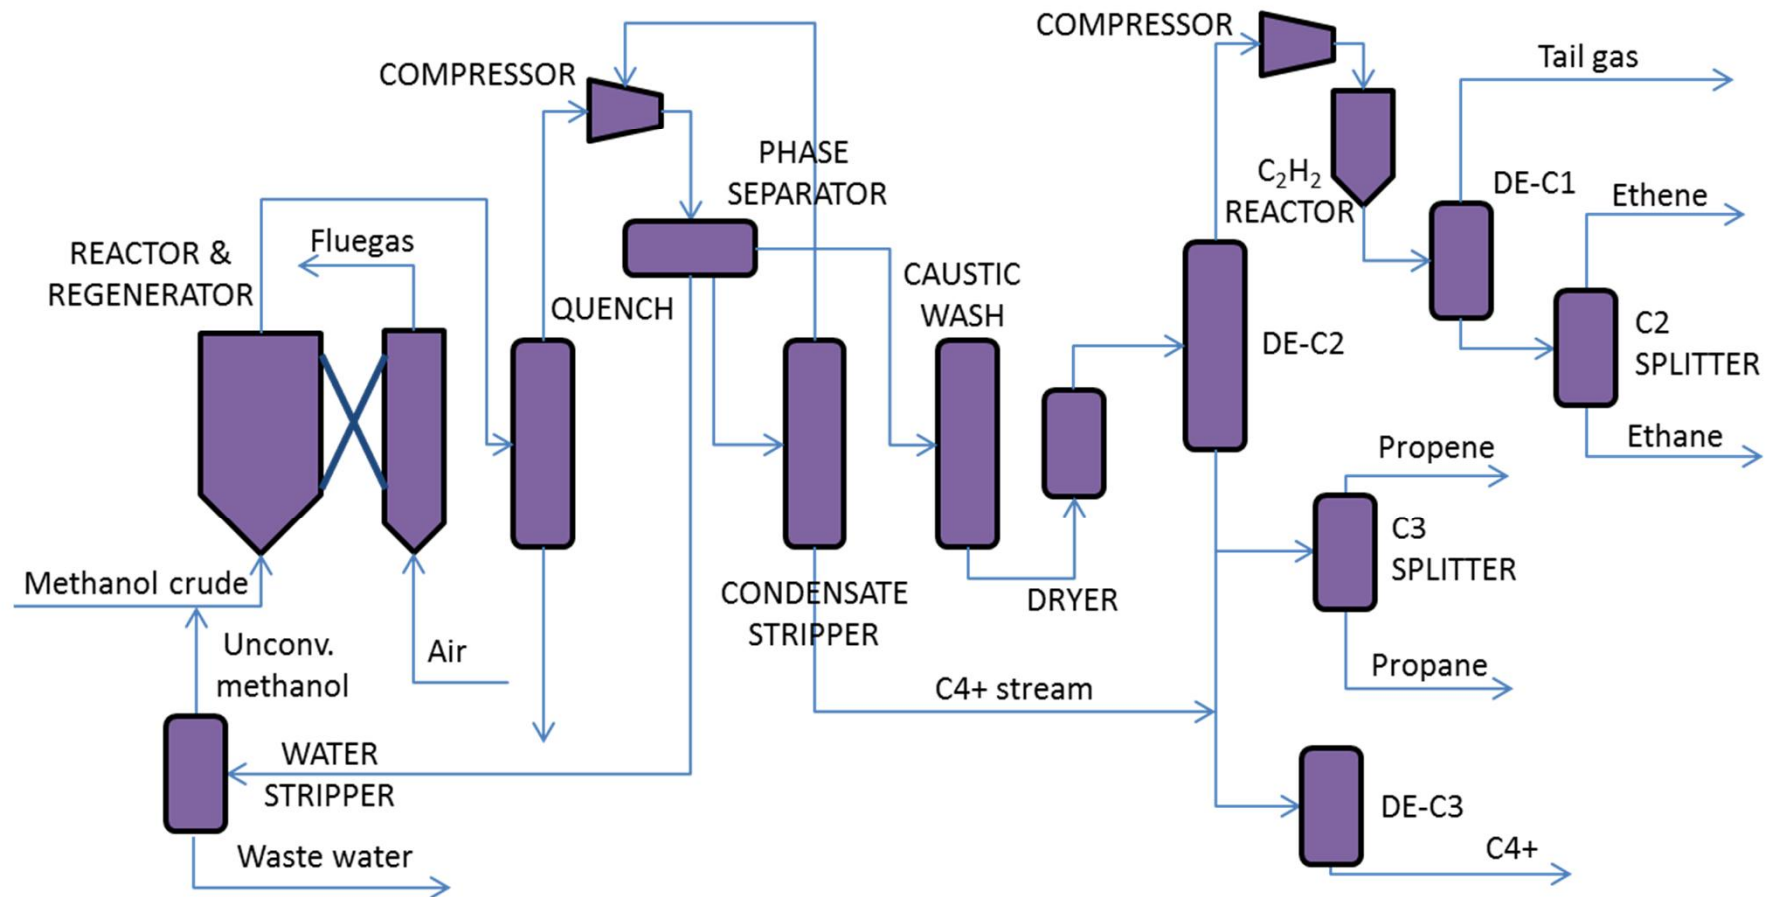 COMPRESSOR
Tail gas
COMPRESSOR
PHASE
SEPARATOR
C₂H₂
REACTOR
DE-C1
Ethene
REACTOR &
REGENERATOR
Fluegas
QUENCH
CAUSTIC
WASH
DE-C2
C2
SPLITTER
Ethane
Propene
C3
SPLITTER
Methanol crude
CONDENSATE
STRIPPER
DRYER
Unconv.
methanol
Air
Propane
C4+ stream
WATER
STRIPPER
DE-C3
Waste water
C4+